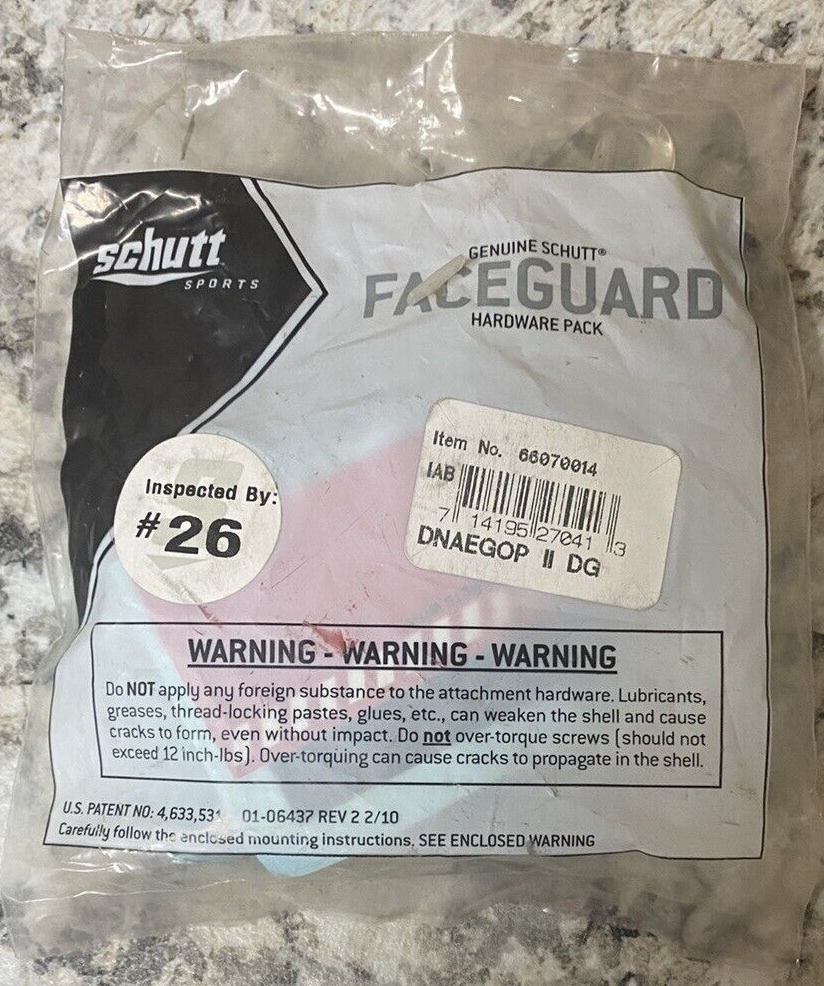 schutt
SPORTS
GENUINE SCHUTT®
FACEGUARD
HARDWARE PACK
Item No. 66070014
IAB
7 14195 27041 3
DNAEGOP II DG
Inspected By:
#26
WARNING - WARNING - WARNING
Do NOT apply any foreign substance to the attachment hardware. Lubricants,
greases, thread-locking pastes, glues, etc., can weaken the shell and cause
cracks to form, even without impact. Do not over-torque screws (should not
exceed 12 inch-lbs). Over-torquing can cause cracks to propagate in the shell.
U.S. PATENT NO: 4,633,531 01-06437 REV 2 2/10
Carefully follow the enclosed mounting instructions. SEE ENCLOSED WARNING